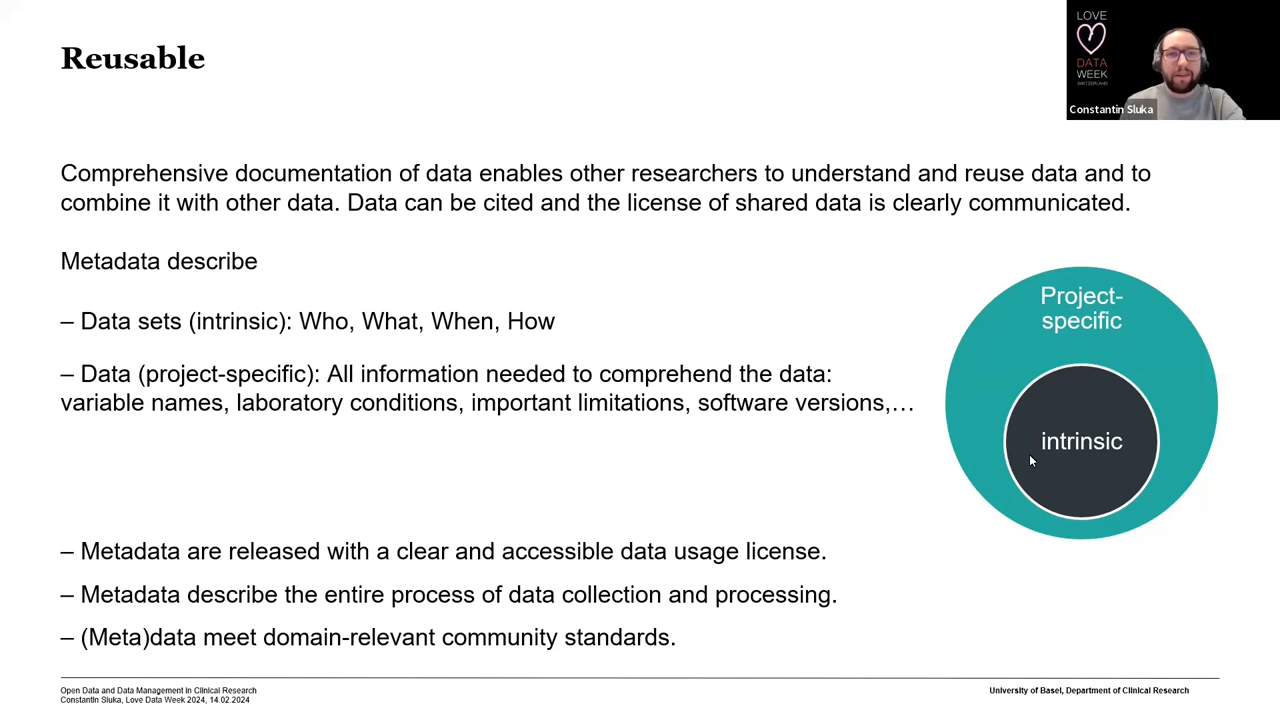 Reusable
LOVE
DATA
WEEK
SWITZERLAND
Constantin Sluka
Comprehensive documentation of data enables other researchers to understand and reuse data and to
combine it with other data. Data can be cited and the license of shared data is clearly communicated.
Metadata describe
– Data sets (intrinsic): Who, What, When, How
– Data (project-specific): All information needed to comprehend the data:
variable names, laboratory conditions, important limitations, software versions,…
Project-
specific
intrinsic
– Metadata are released with a clear and accessible data usage license.
– Metadata describe the entire process of data collection and processing.
– (Meta)data meet domain-relevant community standards.
Open Data and Data Management in Clinical Research
Constantin Sluka, Love Data Week 2024, 14.02.2024
University of Basel, Department of Clinical Research